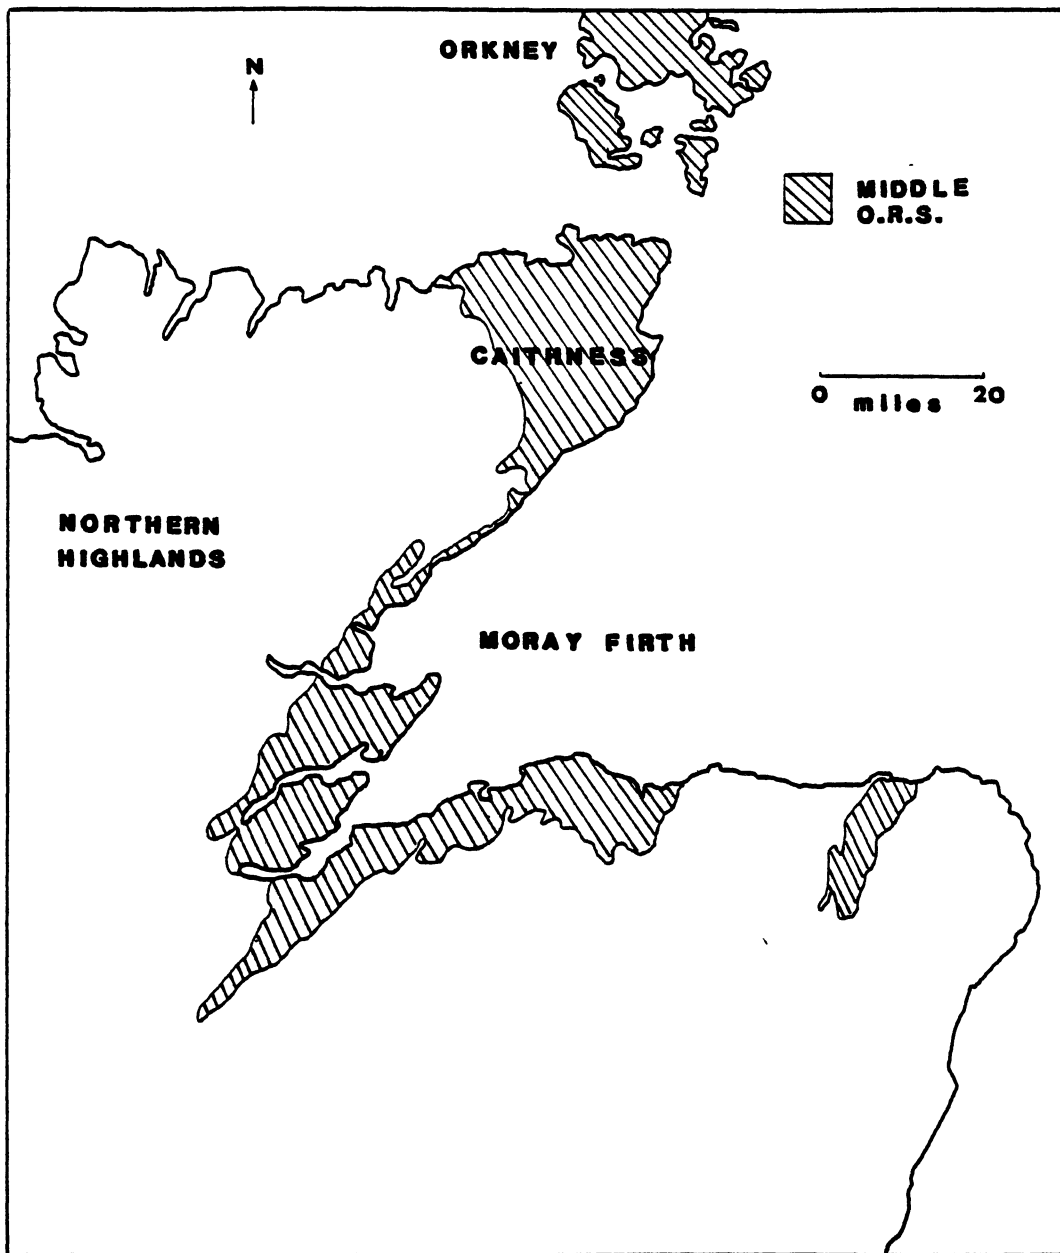 ORKNEY
N
MIDDLE
O.R.S.
CAITHNESS
0 20
miles
NORTHERN
HIGHLANDS
MORAY FIRTH